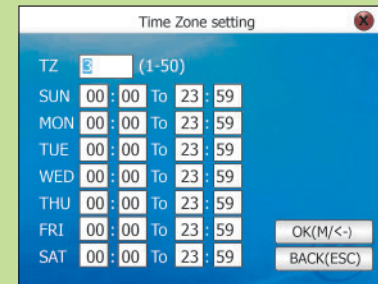 Time Zone setting X
TZ 3 (1-50)
SUN 00 : 00 To 23 : 59
MON 00 : 00 To 23 : 59
TUE 00 : 00 To 23 : 59
WED 00 : 00 To 23 : 59
THU 00 : 00 To 23 : 59
FRI 00 : 00 To 23 : 59 OK(M/<-)
SAT 00 : 00 To 23 : 59 BACK(ESC)